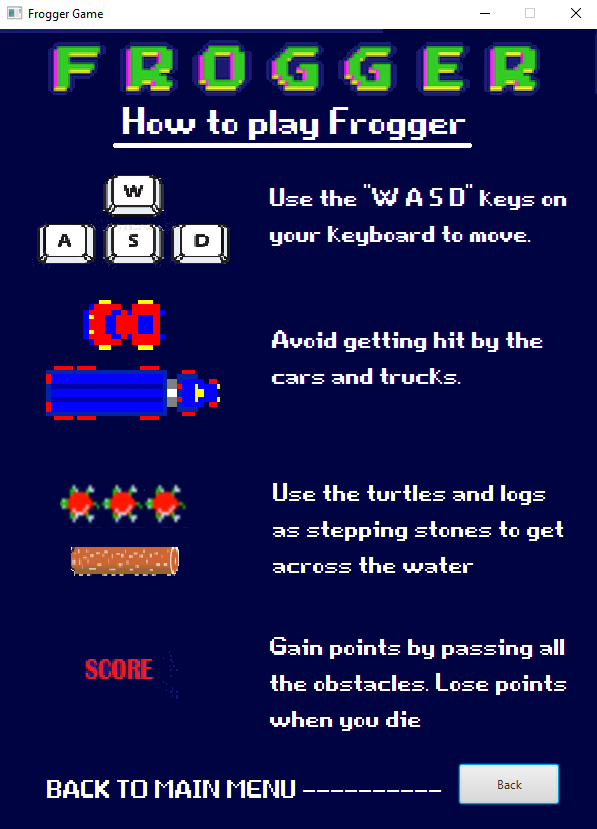 Frogger Game
FROGGER
How to play Frogger
W
A S D
Use the "W A S D" keys on
your keyboard to move.
Avoid getting hit by the
cars and trucks.
Use the turtles and logs
as stepping stones to get
across the water
SCORE
Gain points by passing all
the obstacles. Lose points
when you die
BACK TO MAIN MENU ----------
Back